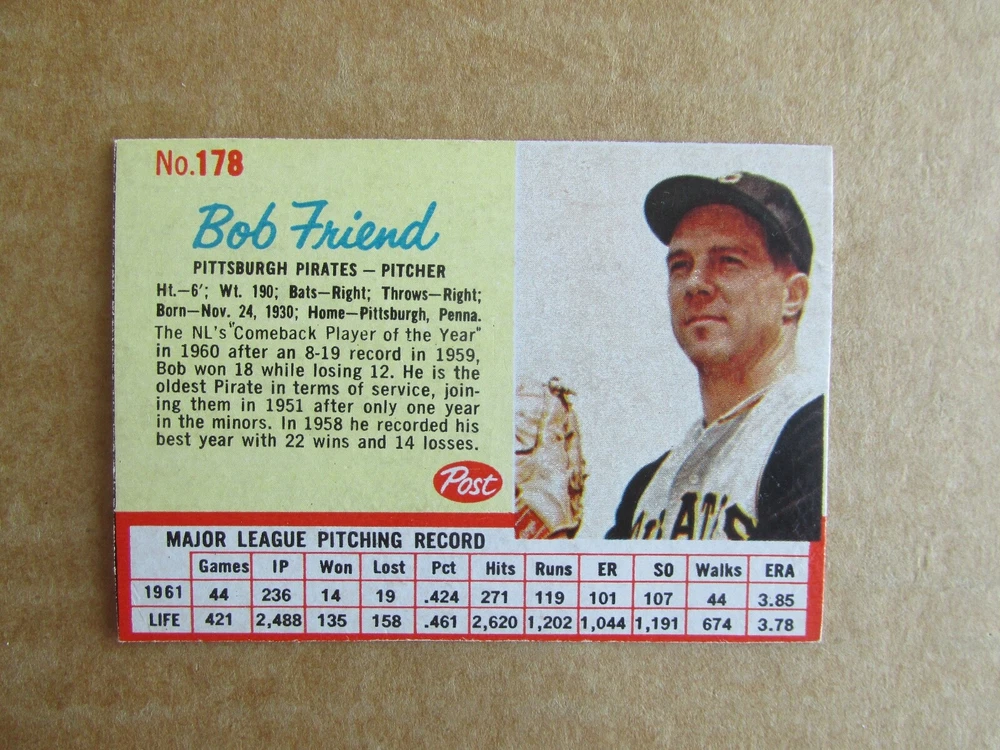 No.178
Bob Friend
PITTSBURGH PIRATES — PITCHER
Ht.—6'; Wt. 190; Bats—Right; Throws—Right;
Born—Nov. 24, 1930; Home—Pittsburgh, Penna.
The NL's "Comeback Player of the Year"
in 1960 after an 8-19 record in 1959,
Bob won 18 while losing 12. He is the
oldest Pirate in terms of service, join-
ing them in 1951 after only one year
in the minors. In 1958 he recorded his
best year with 22 wins and 14 losses.
Post
MAJOR LEAGUE PITCHING RECORD
Games IP Won Lost Pct Hits Runs ER SO Walks ERA
1961 44 236 14 19 .424 271 119 101 107 44 3.85
LIFE 421 2,488 135 158 .461 2,620 1,202 1,044 1,191 674 3.78